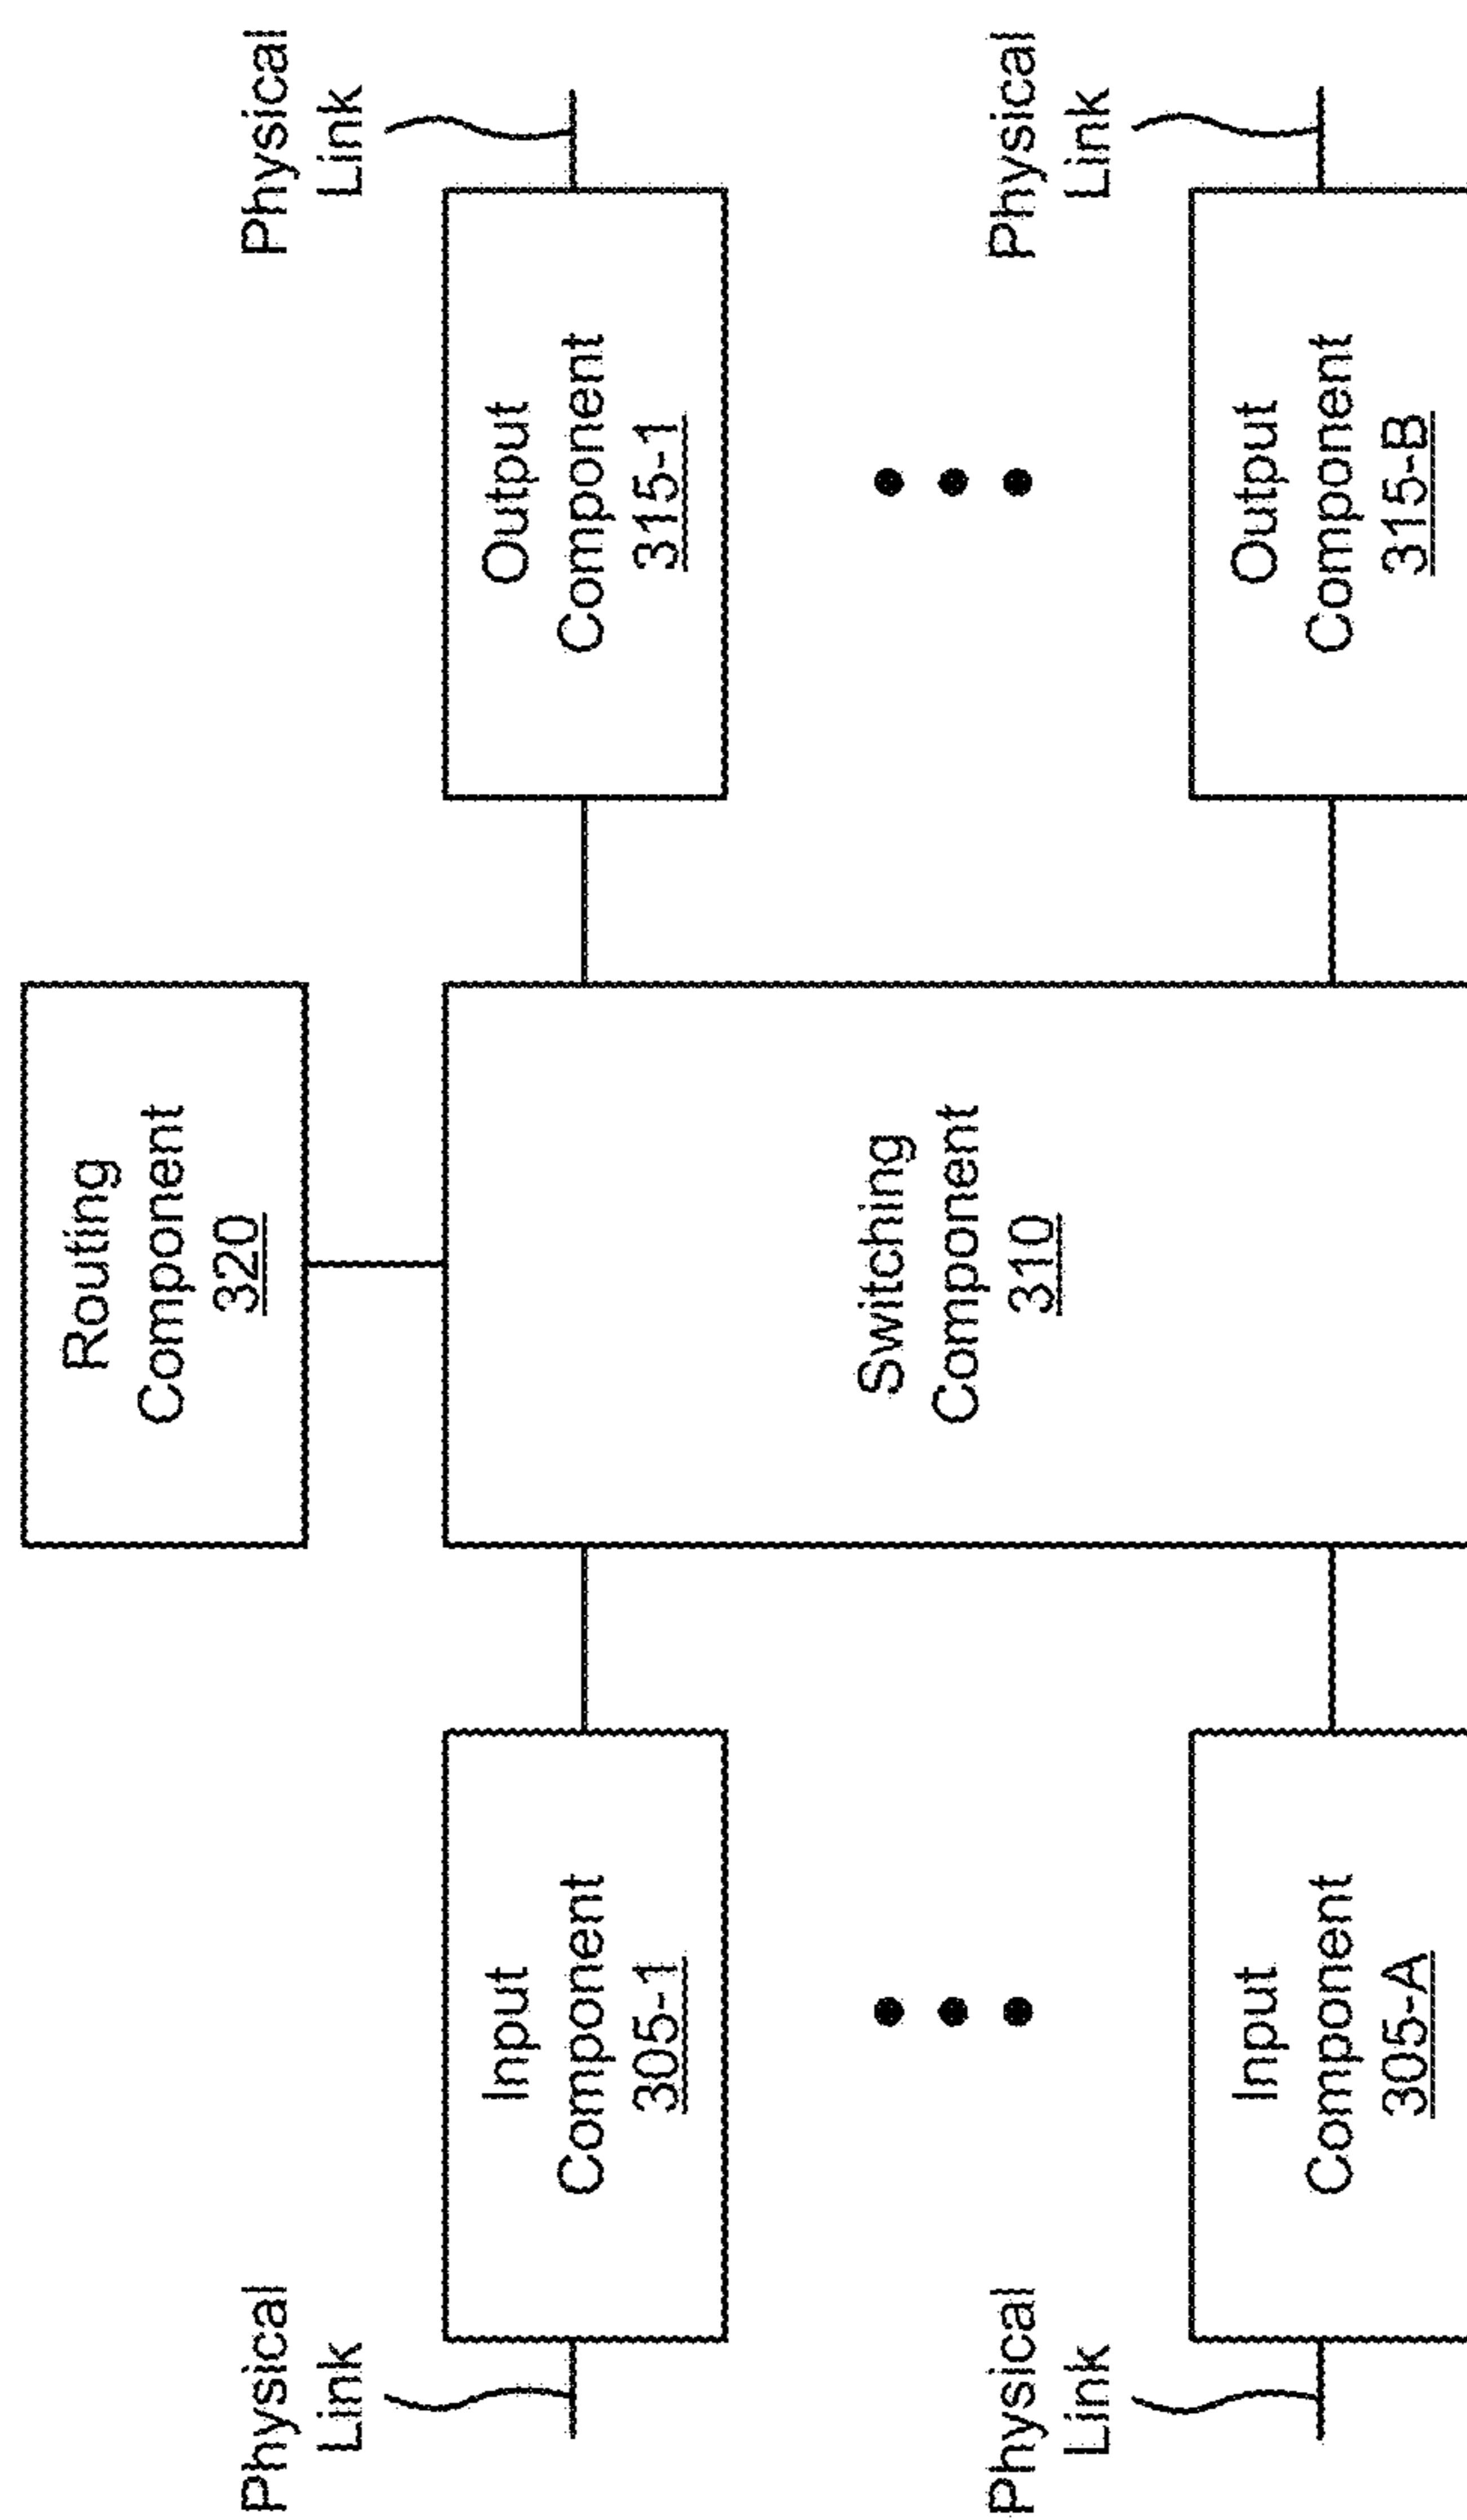 Routing
Component
320
Physical
Link
Physical
Link
Input
Component
305-1
Switching
Component
310
Output
Component
315-1
Physical
Link
Physical
Link
Input
Component
305-A
Output
Component
315-B